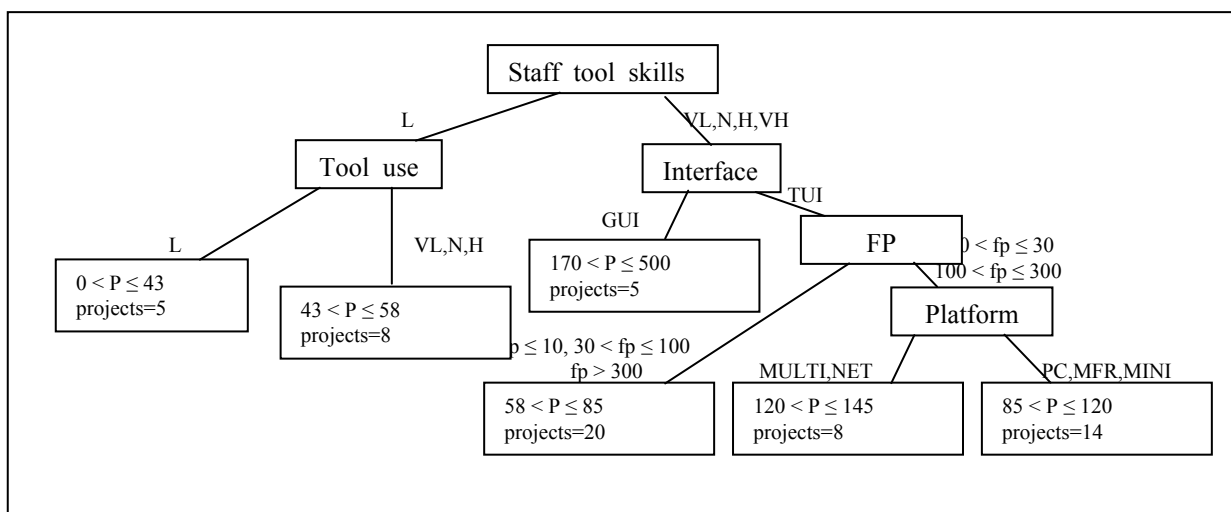 Staff tool skills
L
VL,N,H,VH
Tool use
Interface
TUI
GUI
FP
L
VL,N,H
0 < fp ≤ 30
100 < fp ≤ 300
0 < P ≤ 43
projects=5
170 < P ≤ 500
projects=5
43 < P ≤ 58
projects=8
Platform
p ≤ 10, 30 < fp ≤ 100
fp > 300
MULTI,NET
PC,MFR,MINI
58 < P ≤ 85
projects=20
120 < P ≤ 145
projects=8
85 < P ≤ 120
projects=14